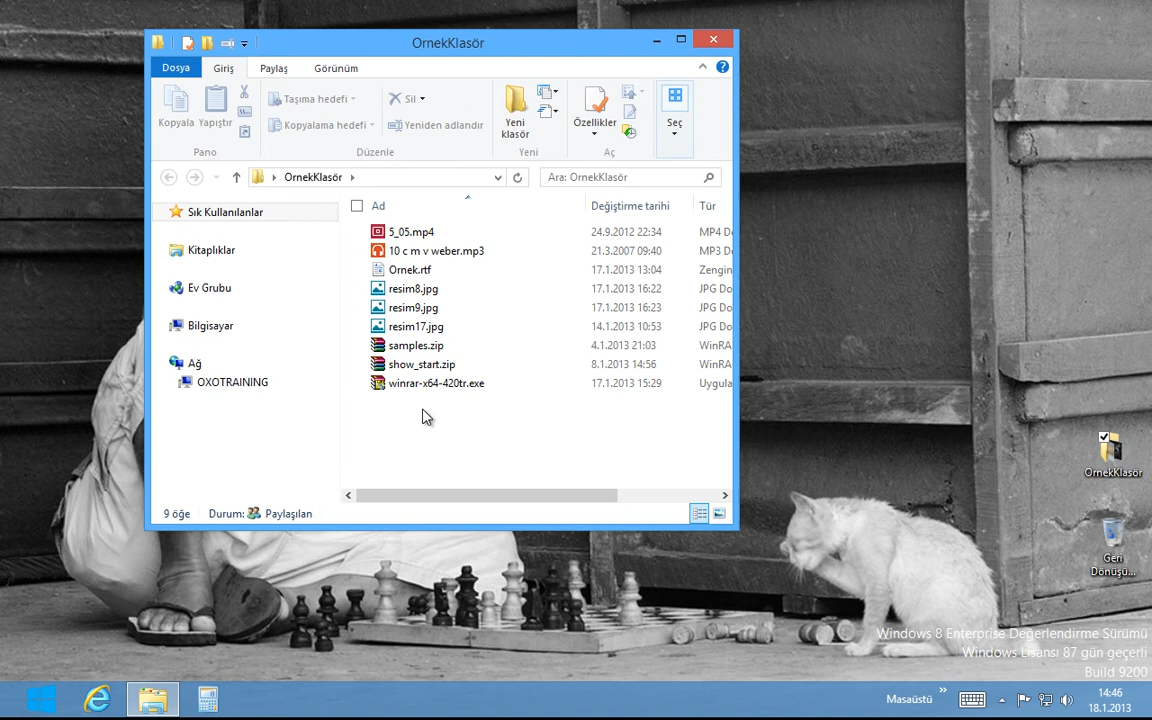 OrnekKlasör
Dosya
Giriş
Paylaş
Görünüm
Kopyala
Yapıştır
Taşıma hedefi
Kopyalama hedefi
Sil
Yeniden adlandır
Yeni
klasör
Özellikler
Seç
Pano
Düzenle
Yeni
Aç
OrnekKlasör
Ara: OrnekKlasör
Sık Kullanılanlar
Kitaplıklar
Ev Grubu
Bilgisayar
Ağ
OXOTRAINING
Ad Değiştirme tarihi Tür
5_05.mp4 24.9.2012 22:34 MP4 D
10 c m v weber.mp3 21.3.2007 09:40 MP3 D
Ornek.rtf 17.1.2013 13:04 Zengin
resim8.jpg 17.1.2013 16:22 JPG Do
resim9.jpg 17.1.2013 16:23 JPG Do
resim17.jpg 14.1.2013 10:53 JPG Do
samples.zip 4.1.2013 21:03 WinRA
show_start.zip 8.1.2013 14:56 WinRA
winrar-x64-420tr.exe 17.1.2013 15:29 Uygula
9 öğe Durum: Paylaşılan
OrnekKlasör
Geri
Dönüşü...
Windows 8 Enterprise Değerlendirme Sürümü
Windows Lisansı 87 gün geçerli
Build 9200
Masaüstü
14:46
18.1.2013